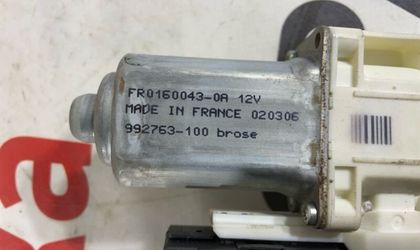 FR0160043-0A 12V
MADE IN FRANCE 020306
992763-100 brose